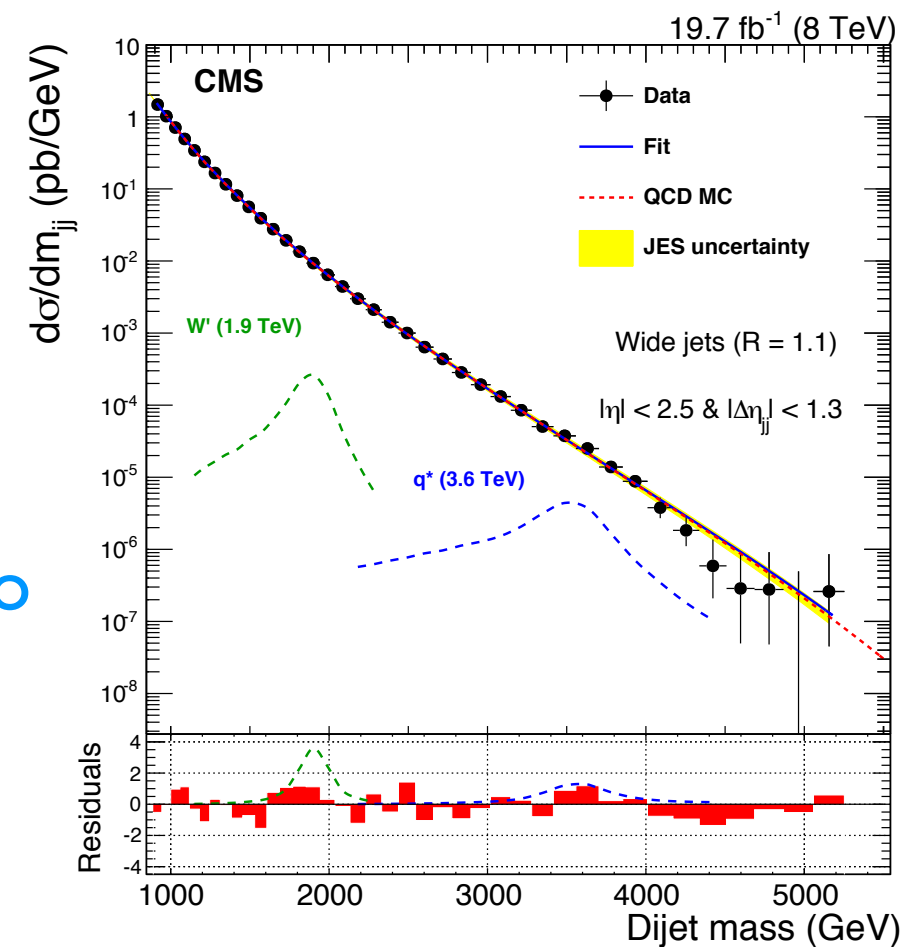 19.7 fb⁻¹ (8 TeV)
dσ/dm_jj (pb/GeV)
10
1
10⁻¹
10⁻²
10⁻³
10⁻⁴
10⁻⁵
10⁻⁶
10⁻⁷
10⁻⁸
CMS
Data
Fit
QCD MC
JES uncertainty
W' (1.9 TeV)
Wide jets (R = 1.1)
|η| < 2.5 & |Δη_jj| < 1.3
q* (3.6 TeV)
Residuals
4
2
0
-2
-4
1000 2000 3000 4000 5000
Dijet mass (GeV)